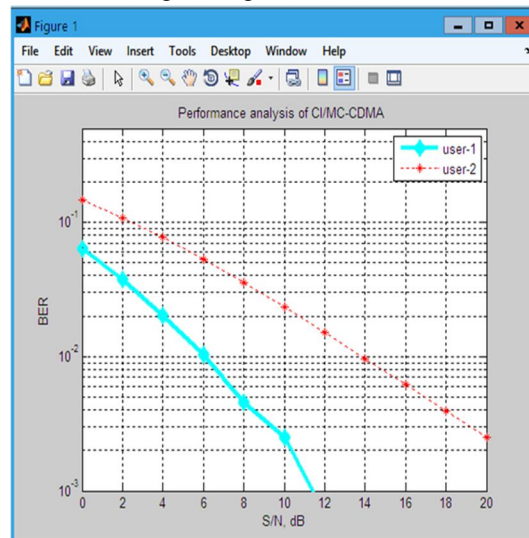 Figure 1
File Edit View Insert Tools Desktop Window Help
Performance analysis of CI/MC-CDMA
user-1
user-2
10^-1
10^-2
10^-3
BER
0 2 4 6 8 10 12 14 16 18 20
S/N, dB